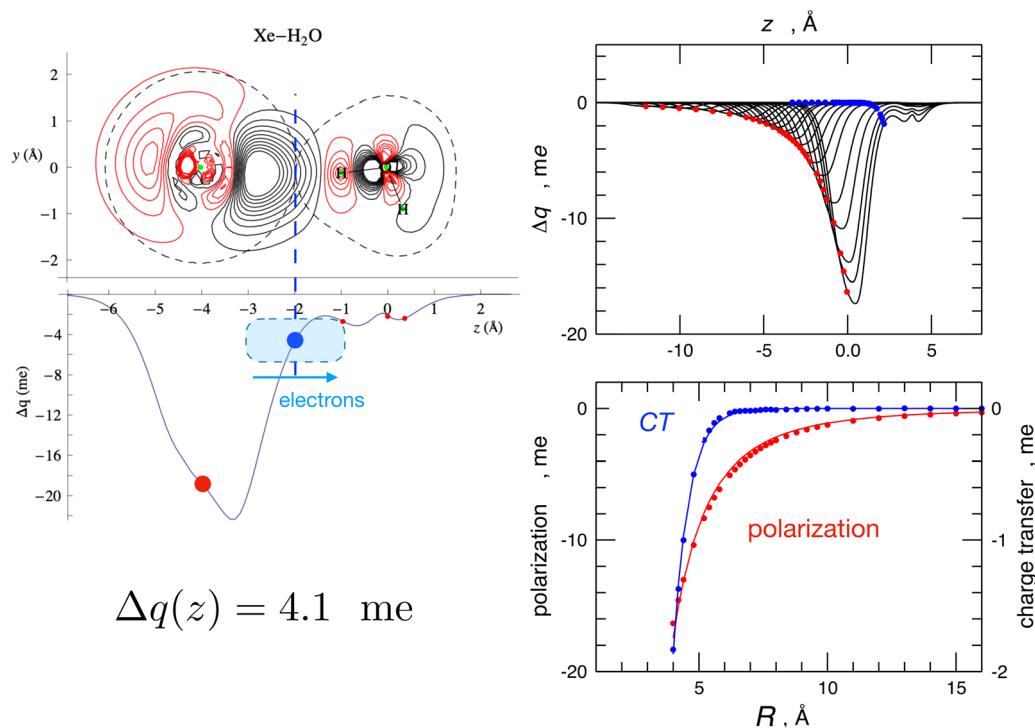 Xe–H₂O
2
1
y (Å)
0
−1
−2
H
H
−6
−5
−4
−3
−2
−1
0
1
2
z (Å)
−4
−8
Δq (me)
−12
−16
−20
electrons
Δq(z) = 4.1 me
z , Å
0
Δq , me
-10
-20
-10
-5
0.0
5
0
0
CT
polarization , me
-10
polarization
-1
charge transfer, me
-20
-2
5
10
15
R , Å